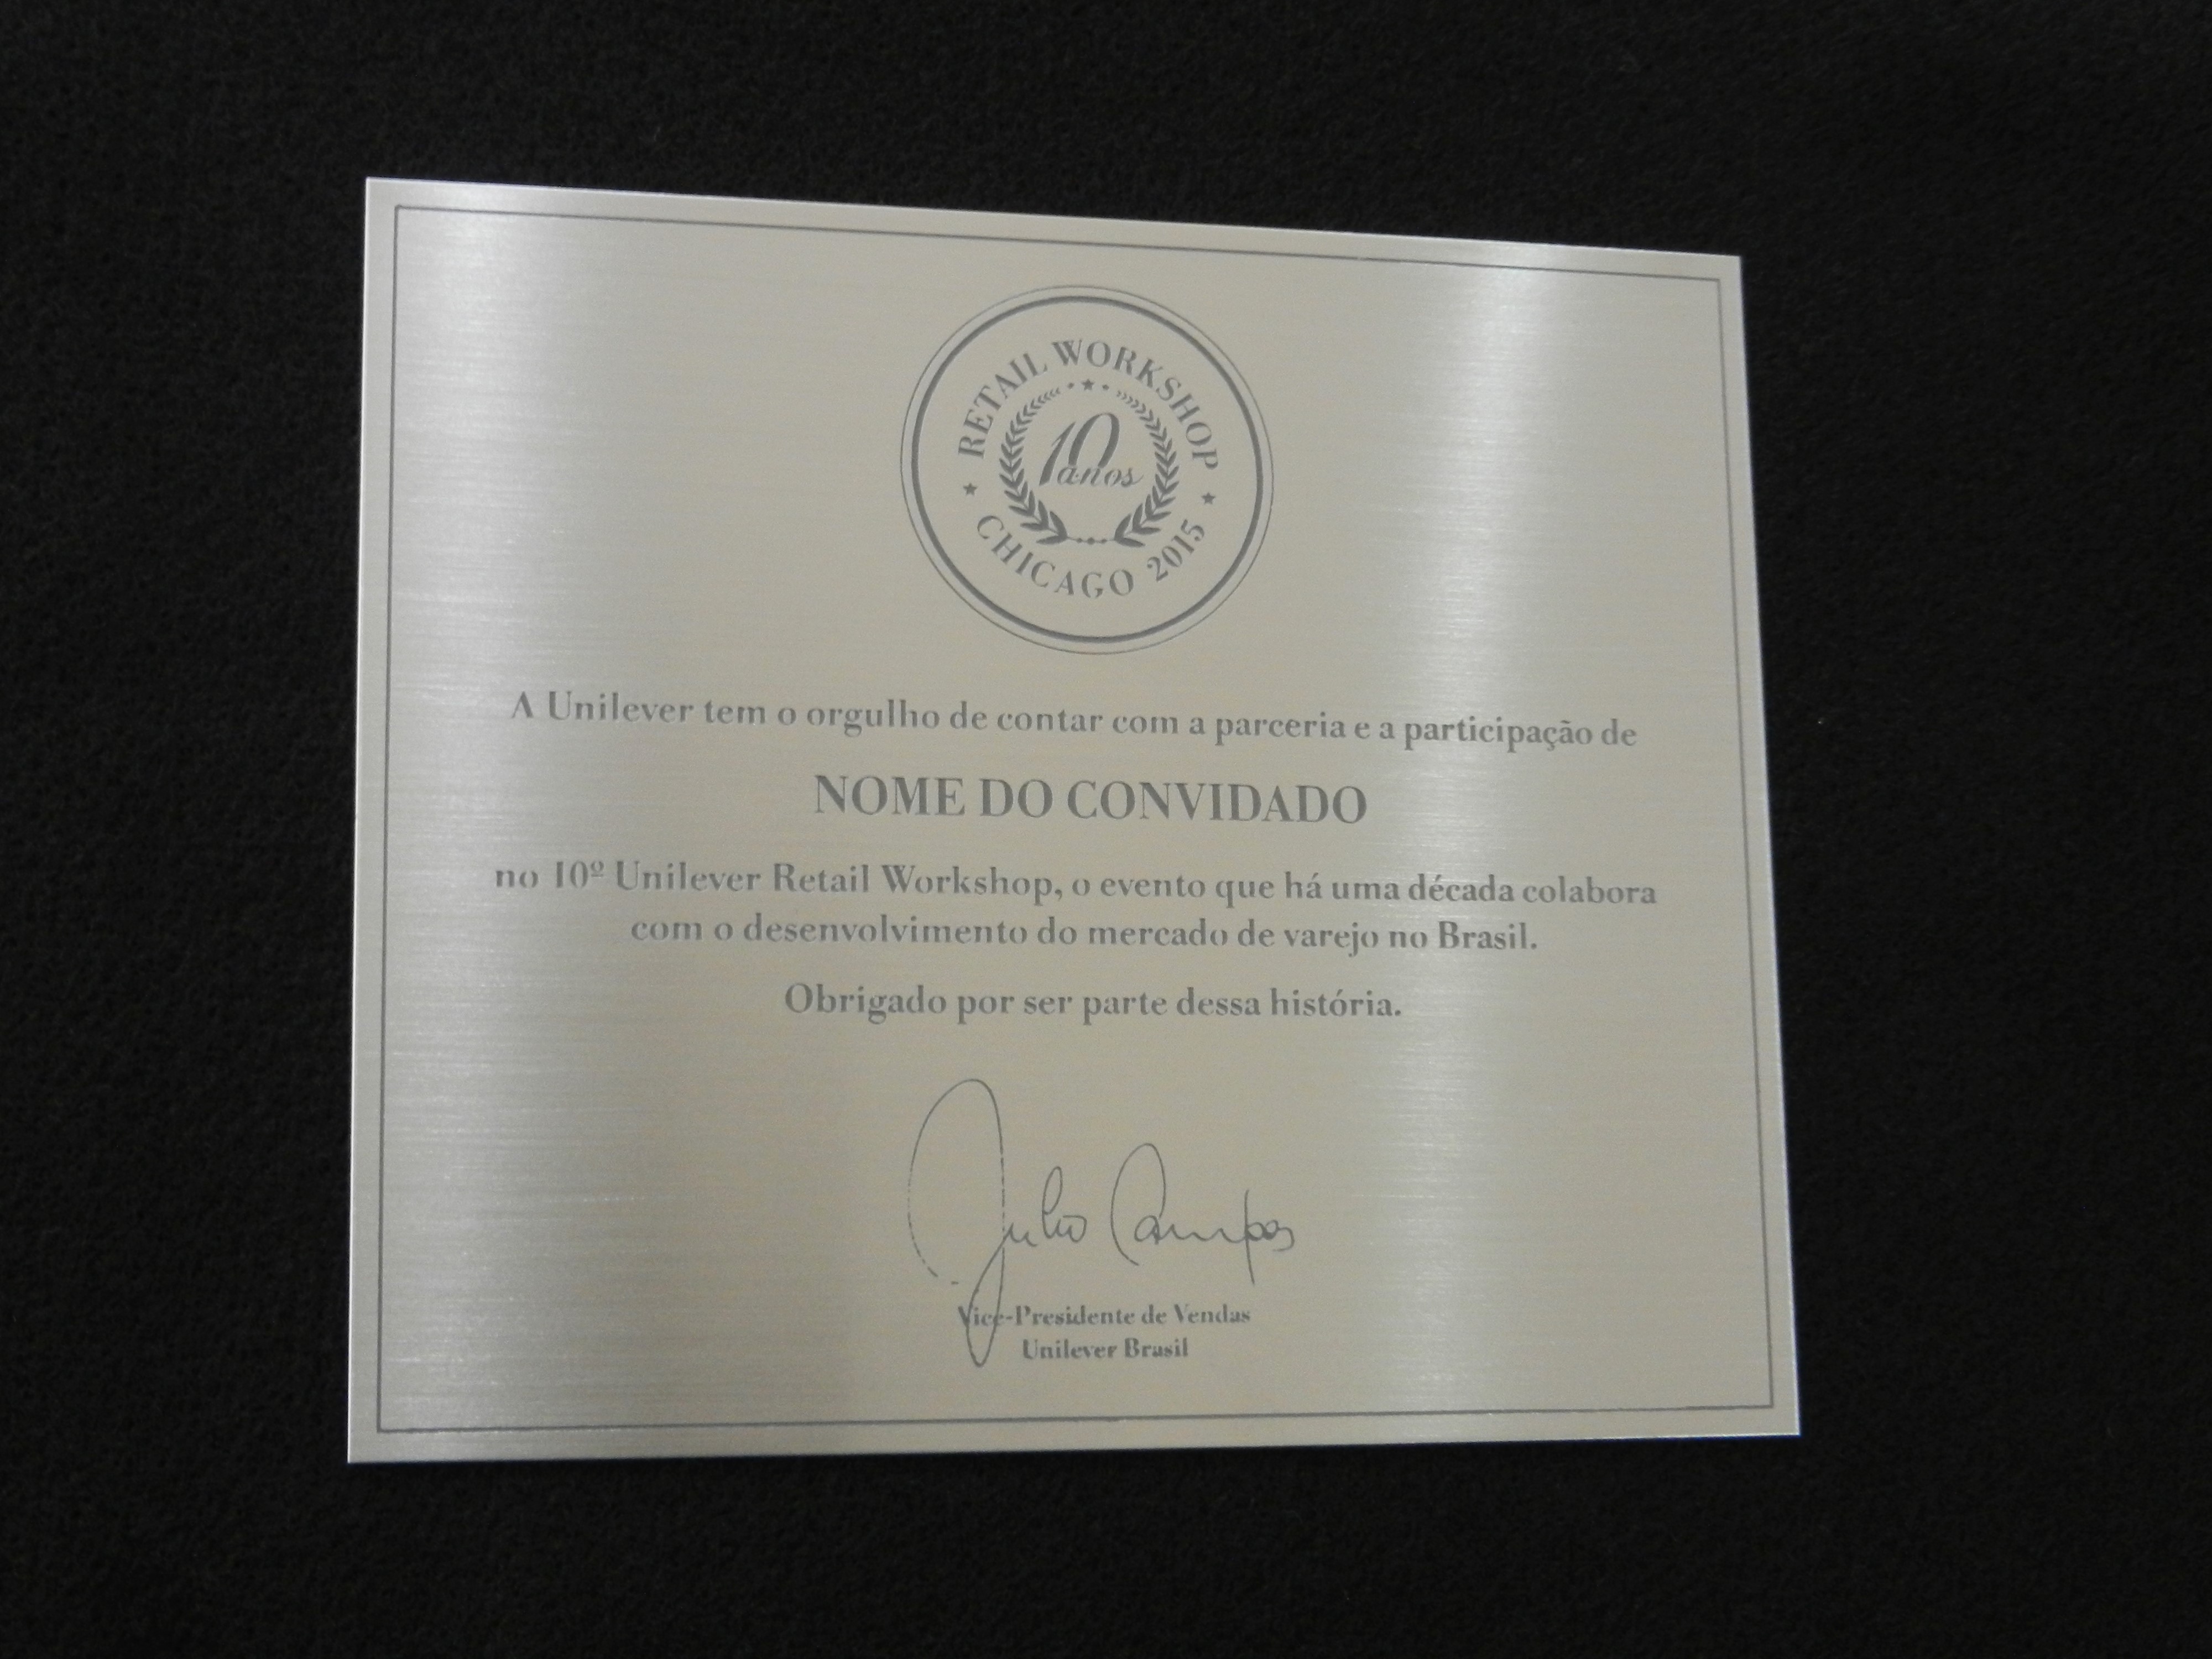 RETAIL WORKSHOP
10
anos
CHICAGO 2015
A Unilever tem o orgulho de contar com a parceria e a participação de
NOME DO CONVIDADO
no 10º Unilever Retail Workshop, o evento que há uma década colabora
com o desenvolvimento do mercado de varejo no Brasil.
Obrigado por ser parte dessa história.
Julio Campos
Vice-Presidente de Vendas
Unilever Brasil